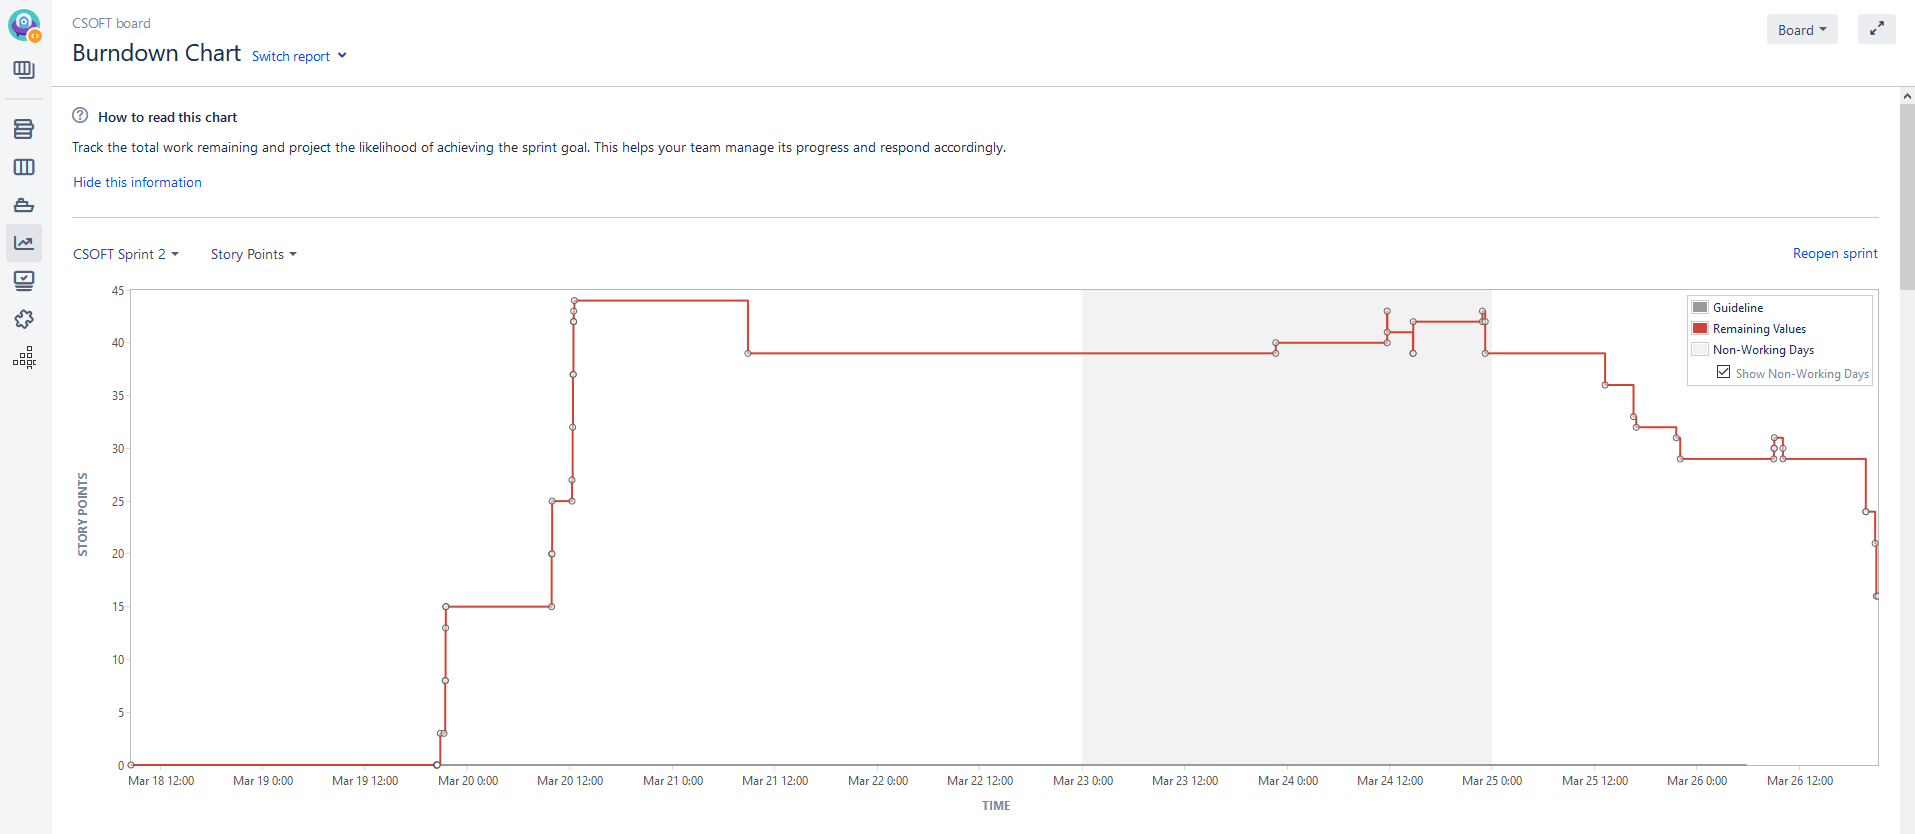 CSOFT board
Burndown Chart Switch report
Board
How to read this chart
Track the total work remaining and project the likelihood of achieving the sprint goal. This helps your team manage its progress and respond accordingly.
Hide this information
CSOFT Sprint 2 Story Points
Reopen sprint
45
40
35
30
25
20
15
10
5
0
STORY POINTS
Guideline
Remaining Values
Non-Working Days
Show Non-Working Days
Mar 18 12:00 Mar 19 0:00 Mar 19 12:00 Mar 20 0:00 Mar 20 12:00 Mar 21 0:00 Mar 21 12:00 Mar 22 0:00 Mar 22 12:00 Mar 23 0:00 Mar 23 12:00 Mar 24 0:00 Mar 24 12:00 Mar 25 0:00 Mar 25 12:00 Mar 26 0:00 Mar 26 12:00
TIME